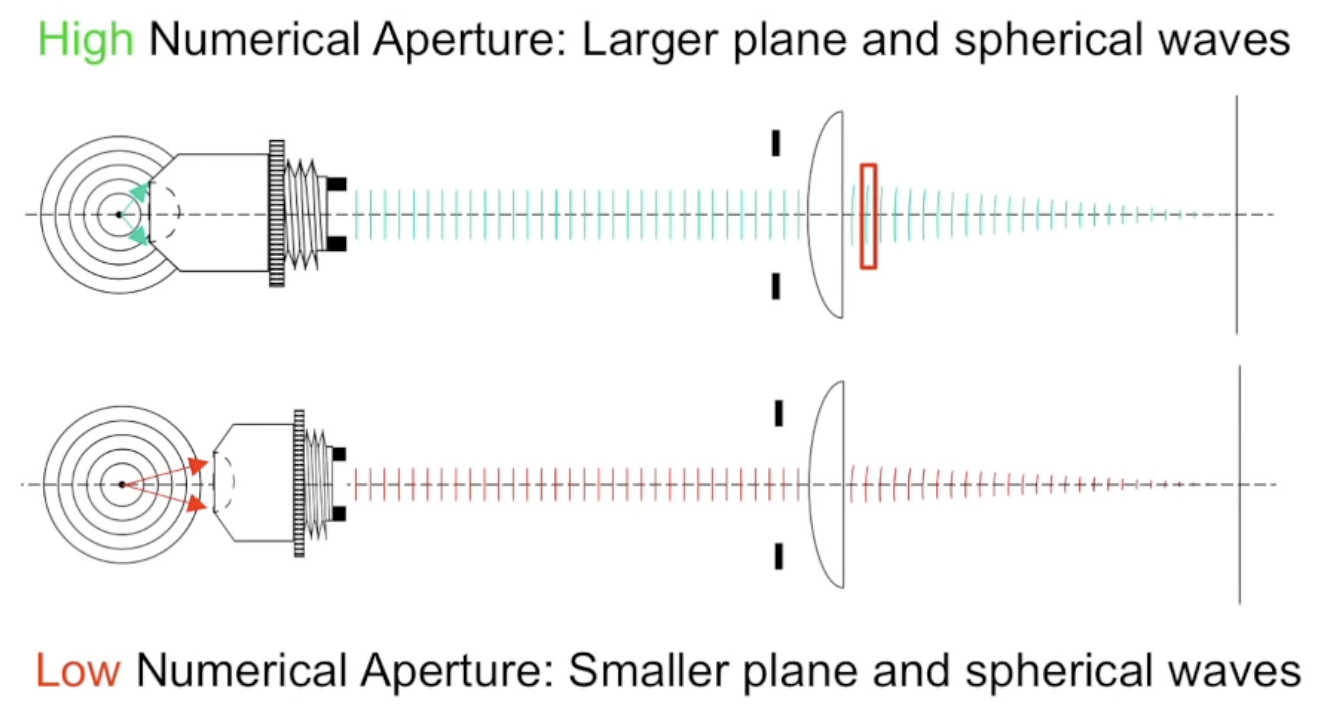 High Numerical Aperture: Larger plane and spherical waves
Low Numerical Aperture: Smaller plane and spherical waves